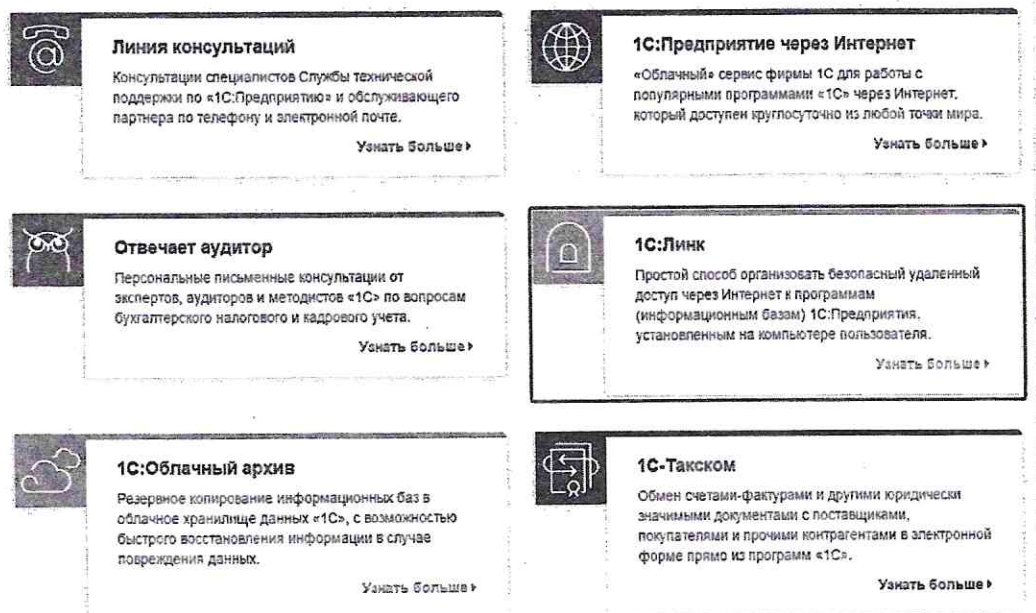 Линия консультаций
Консультации специалистов Службы технической
поддержки по «1С:Предприятию» и обслуживающего
партнера по телефону и электронной почте.
Узнать больше
1С:Предприятие через Интернет
«Облачный» сервис фирмы 1С для работы с
популярными программами «1С» через Интернет,
который доступен круглосуточно из любой точки мира.
Узнать больше
Отвечает аудитор
Персональные письменные консультации от
экспертов, аудиторов и методистов «1С» по вопросам
бухгалтерского налогового и кадрового учета.
Узнать больше
1С:Линк
Простой способ организовать безопасный удаленный
доступ через Интернет к программам
(информационным базам) 1С:Предприятия,
установленным на компьютере пользователя.
Узнать больше
1С:Облачный архив
Резервное копирование информационных баз в
облачное хранилище данных «1С», с возможностью
быстрого восстановления информации в случае
повреждения данных.
Узнать больше
1С-Такском
Обмен счетами-фактурами и другими юридически
значимыми документами с поставщиками,
покупателями и прочими контрагентами в электронной
форме прямо из программ «1С».
Узнать больше